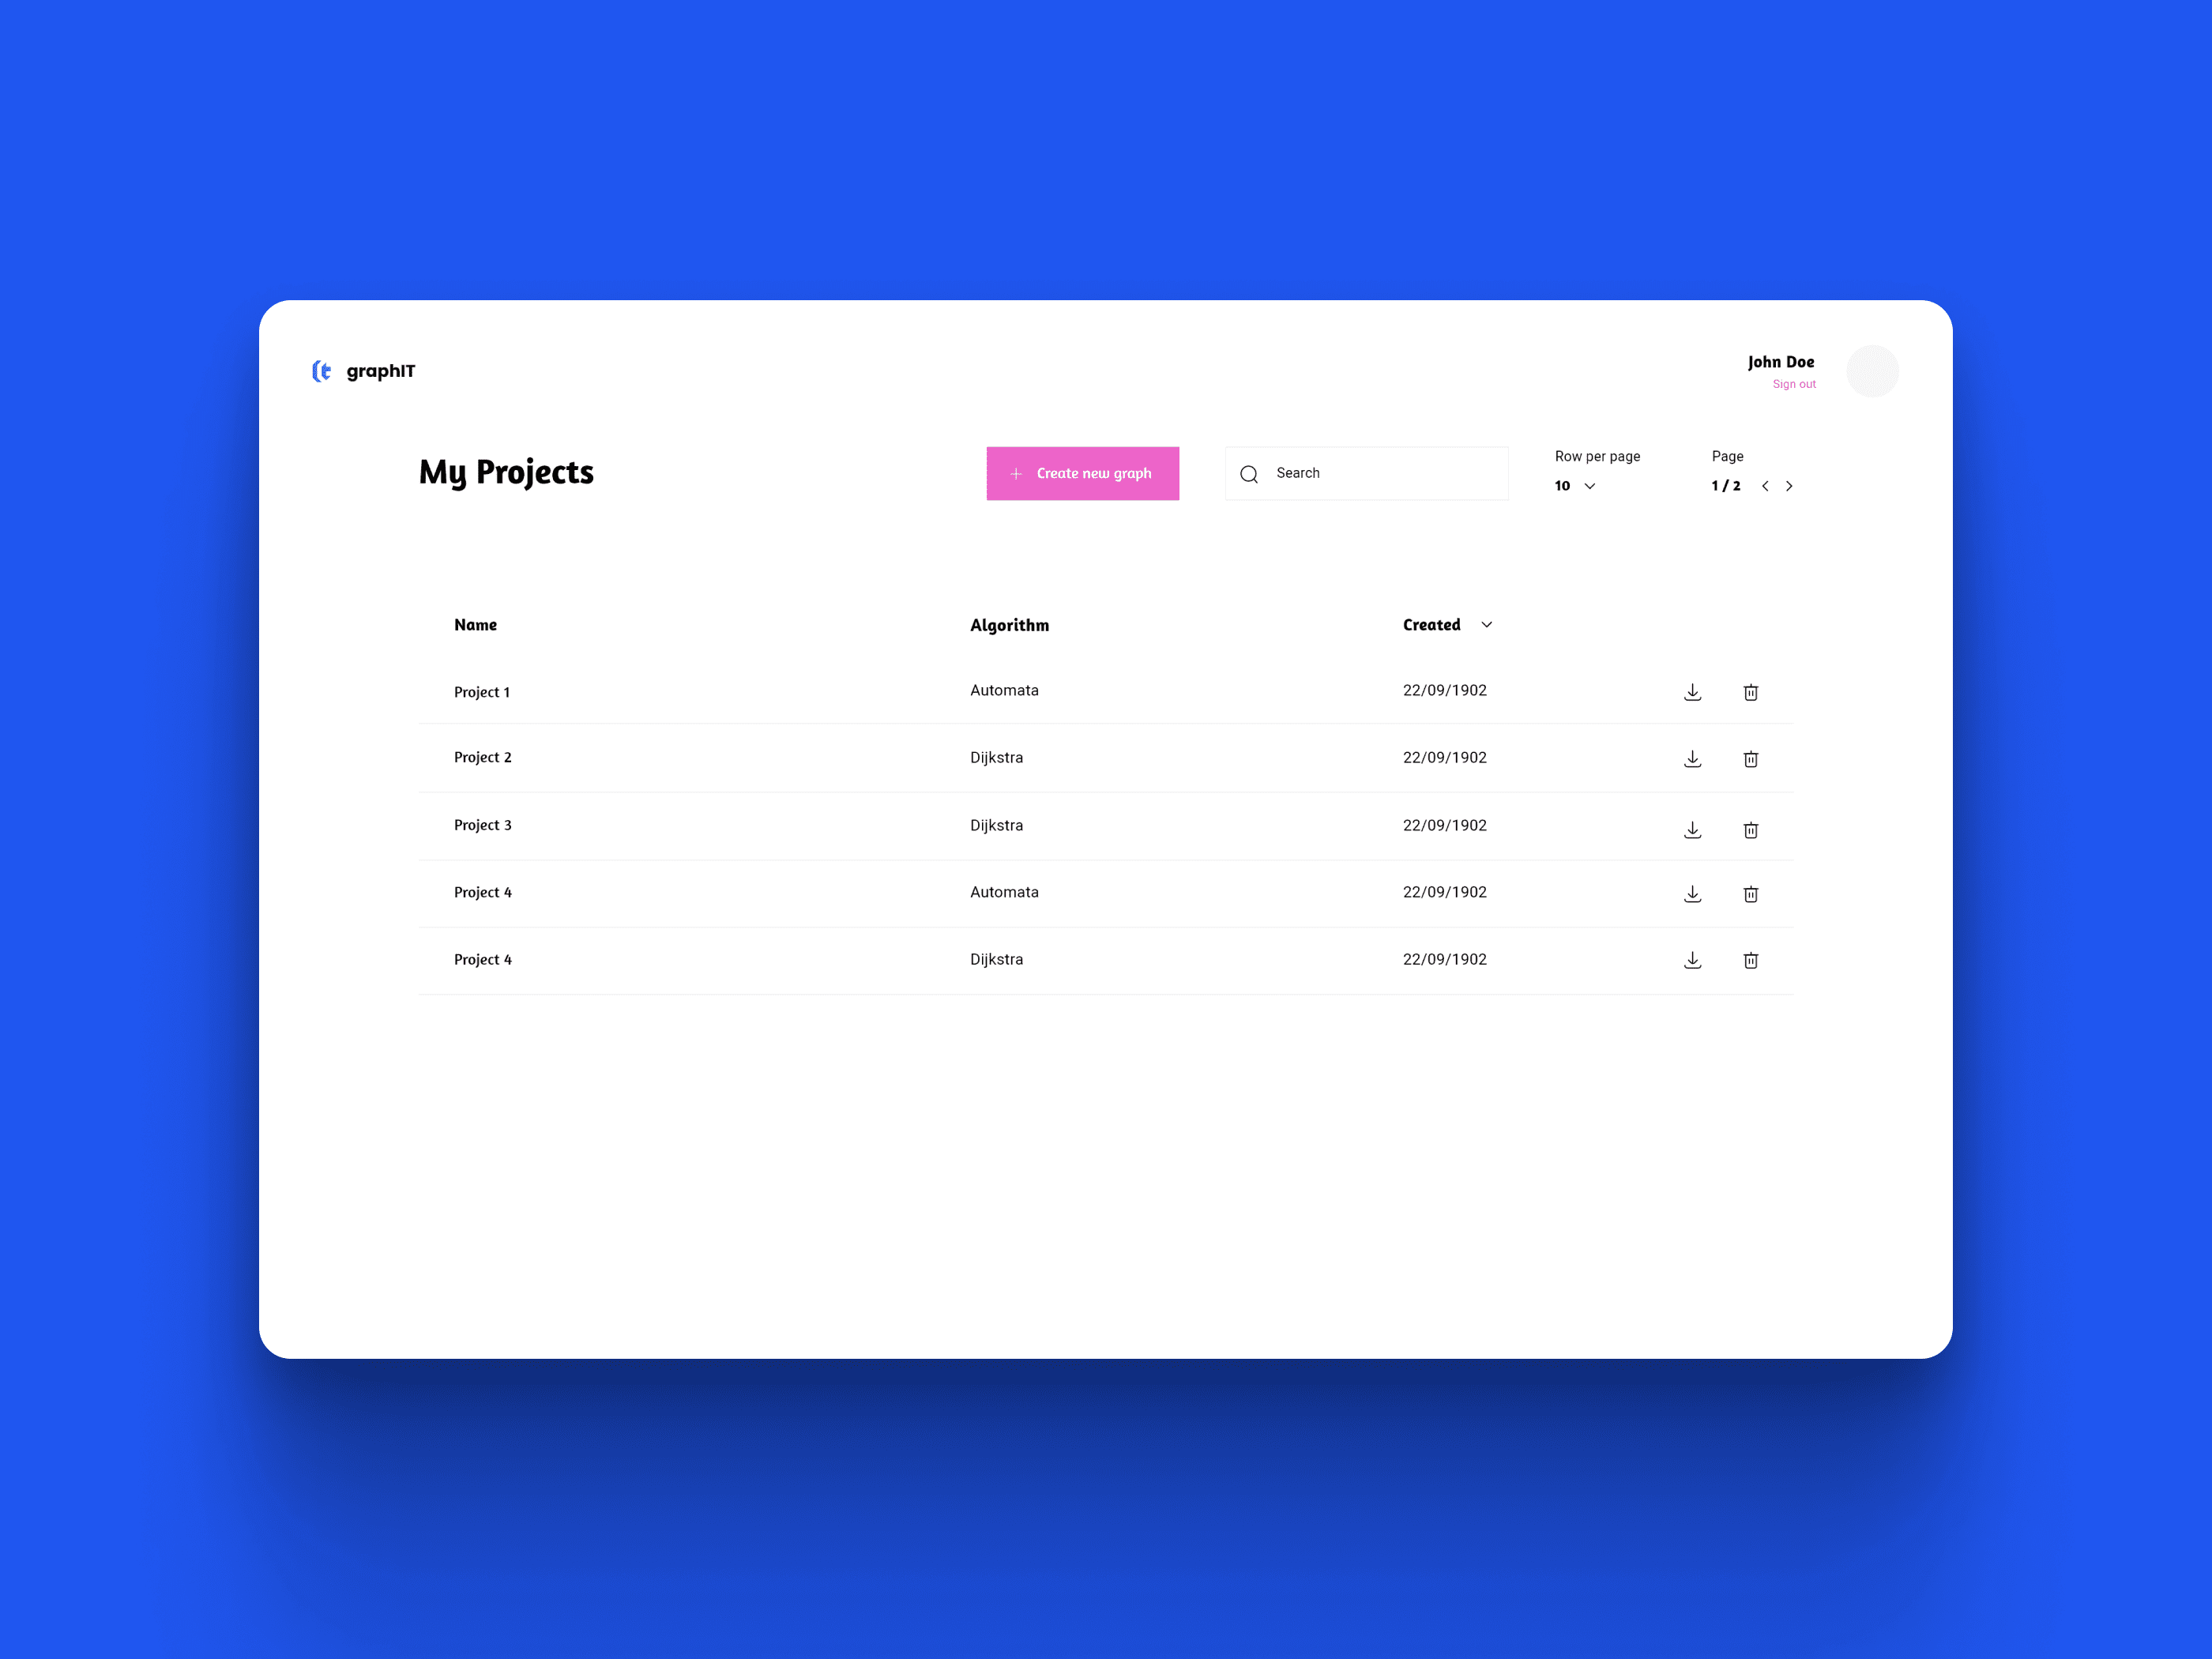 graphIT
John Doe
Sign out
My Projects
Create new graph
Search
Row per page
10
Page
1 / 2
Name Algorithm Created
Project 1 Automata 22/09/1902
Project 2 Dijkstra 22/09/1902
Project 3 Dijkstra 22/09/1902
Project 4 Automata 22/09/1902
Project 4 Dijkstra 22/09/1902